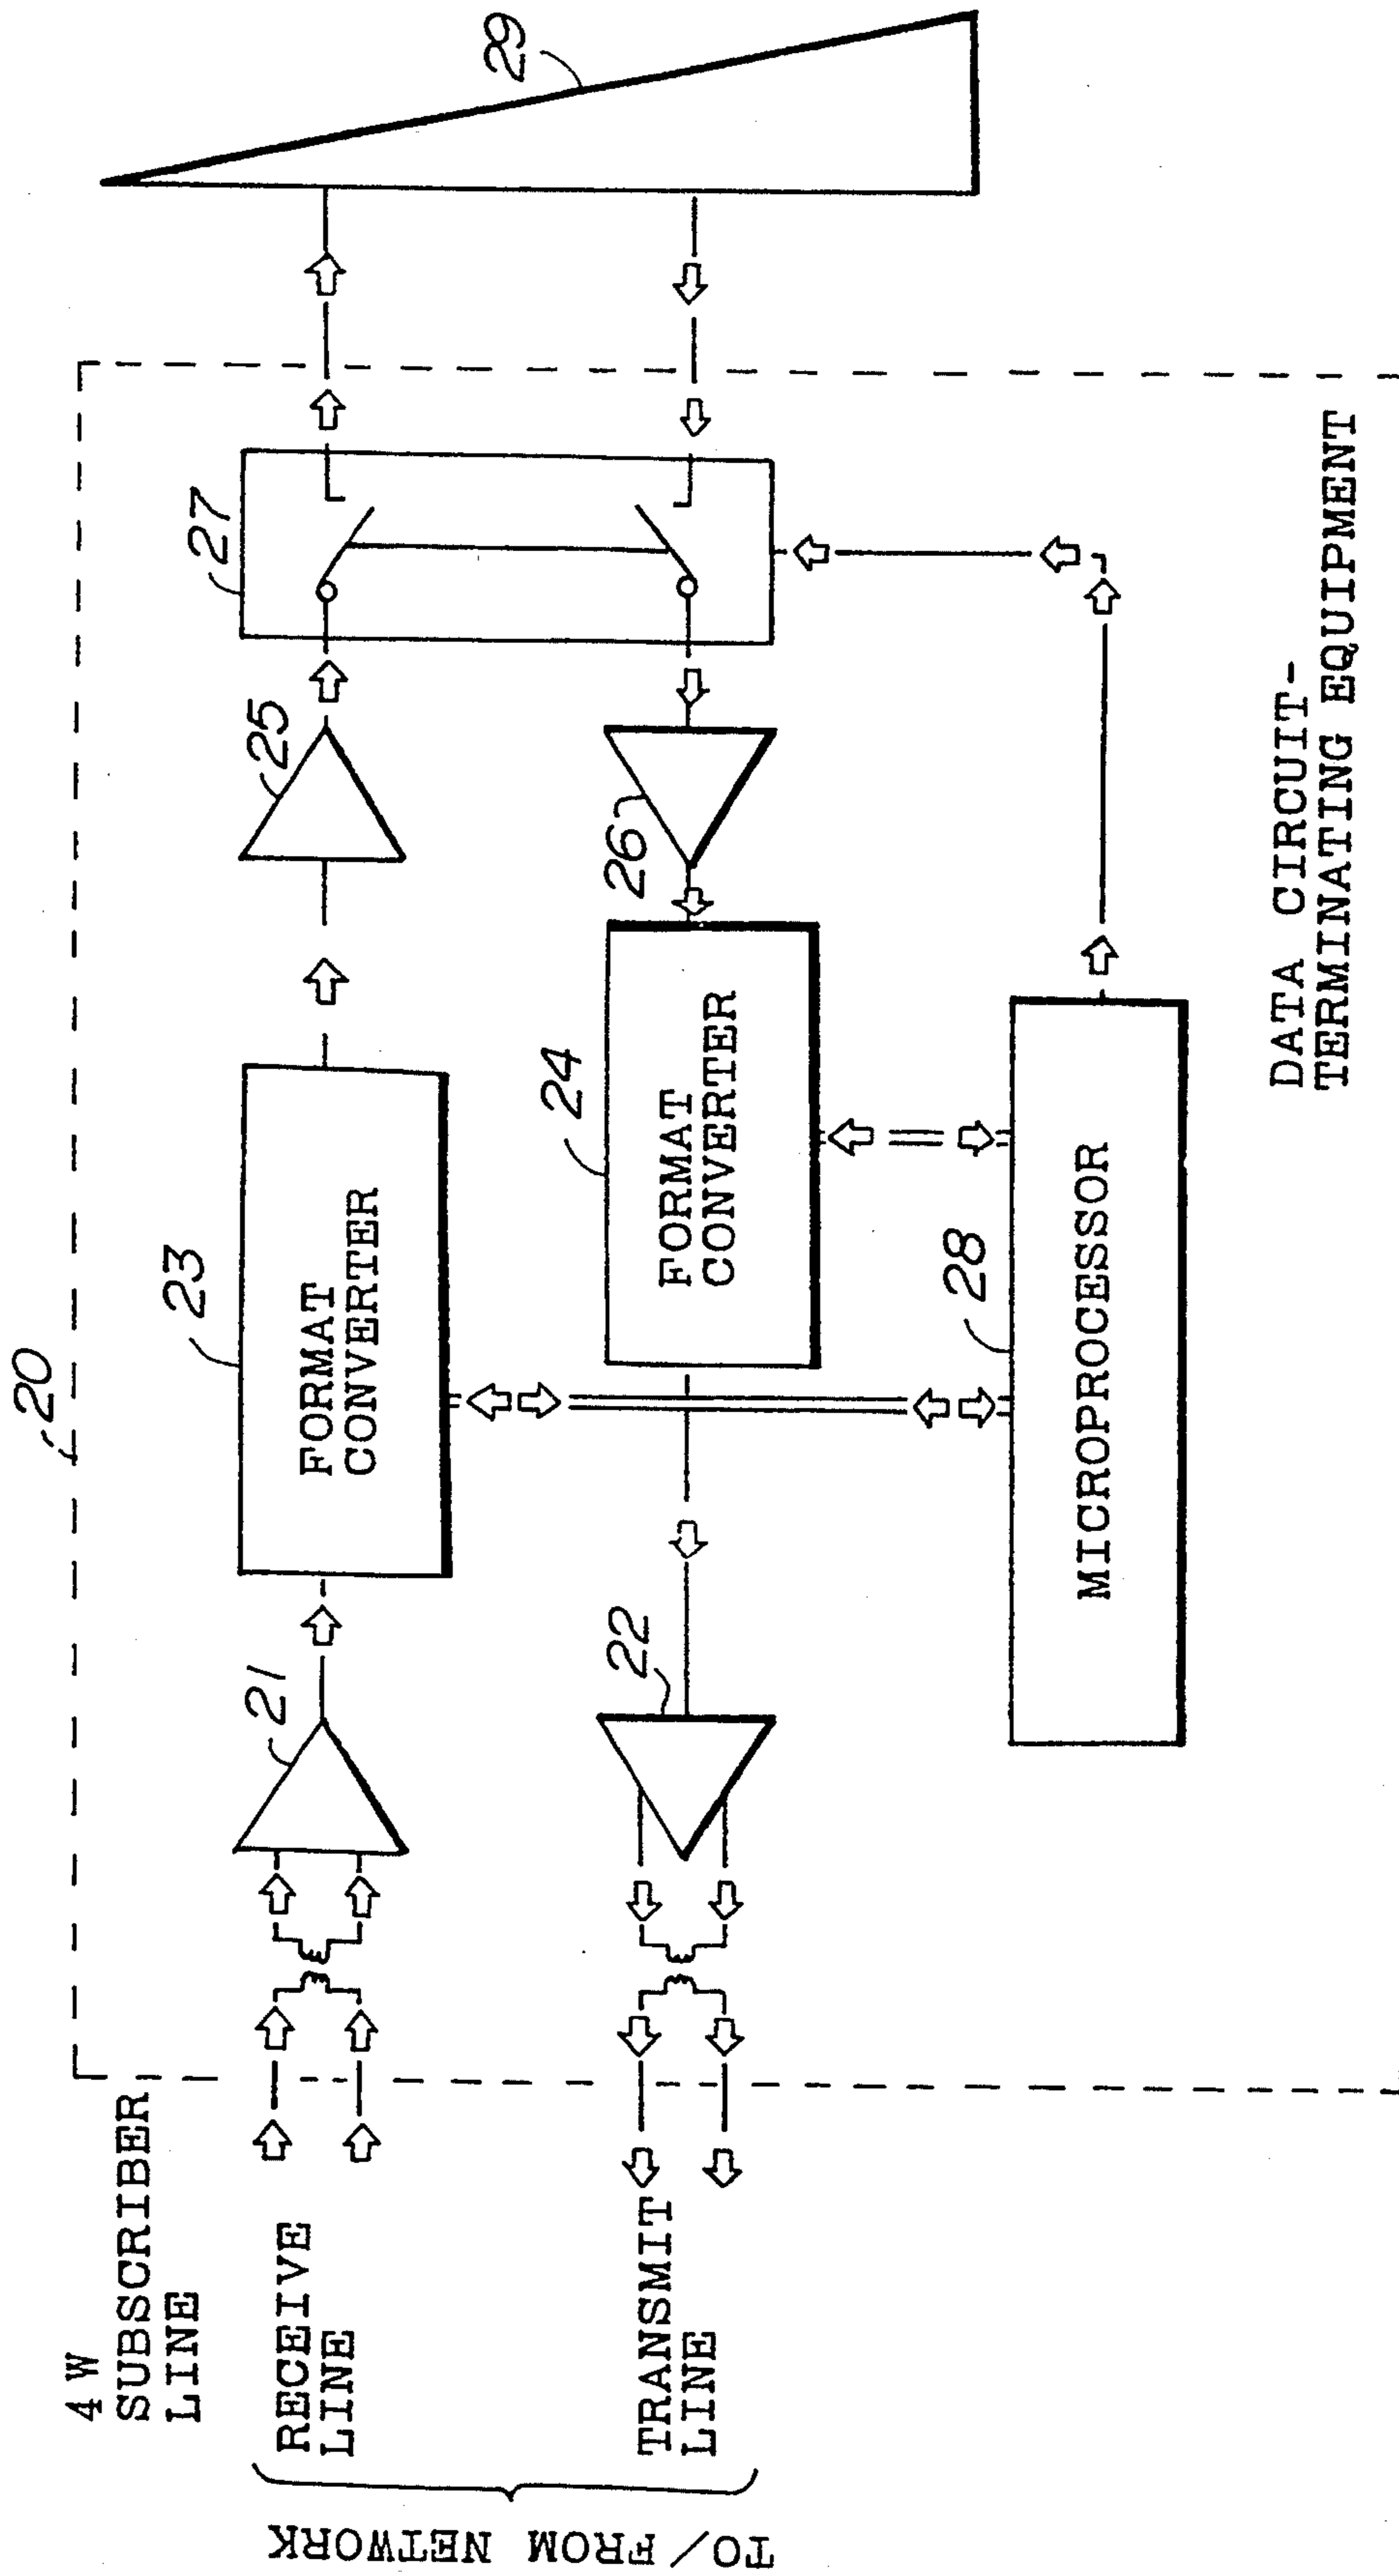 20
4W
SUBSCRIBER
LINE
RECEIVE
LINE
TRANSMIT
LINE
TO/FROM NETWORK
21
22
23
FORMAT
CONVERTER
24
FORMAT
CONVERTER
25
26
27
28
MICROPROCESSOR
29
DATA CIRCUIT-
TERMINATING EQUIPMENT